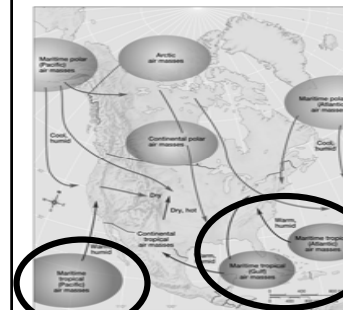 Maritime polar
(Pacific)
air masses
Arctic
air masses
Maritime polar
(Atlantic)
air masses
Cool,
humid
Continental polar
air masses
Cool,
humid
Dry
Dry, hot
Warm,
humid
Continental
tropical
air masses
Warm,
humid
Maritime tropical
(Atlantic)
air masses
Warm,
humid
Maritime
tropical
(Pacific)
air masses
Maritime tropical
(Gulf)
air masses